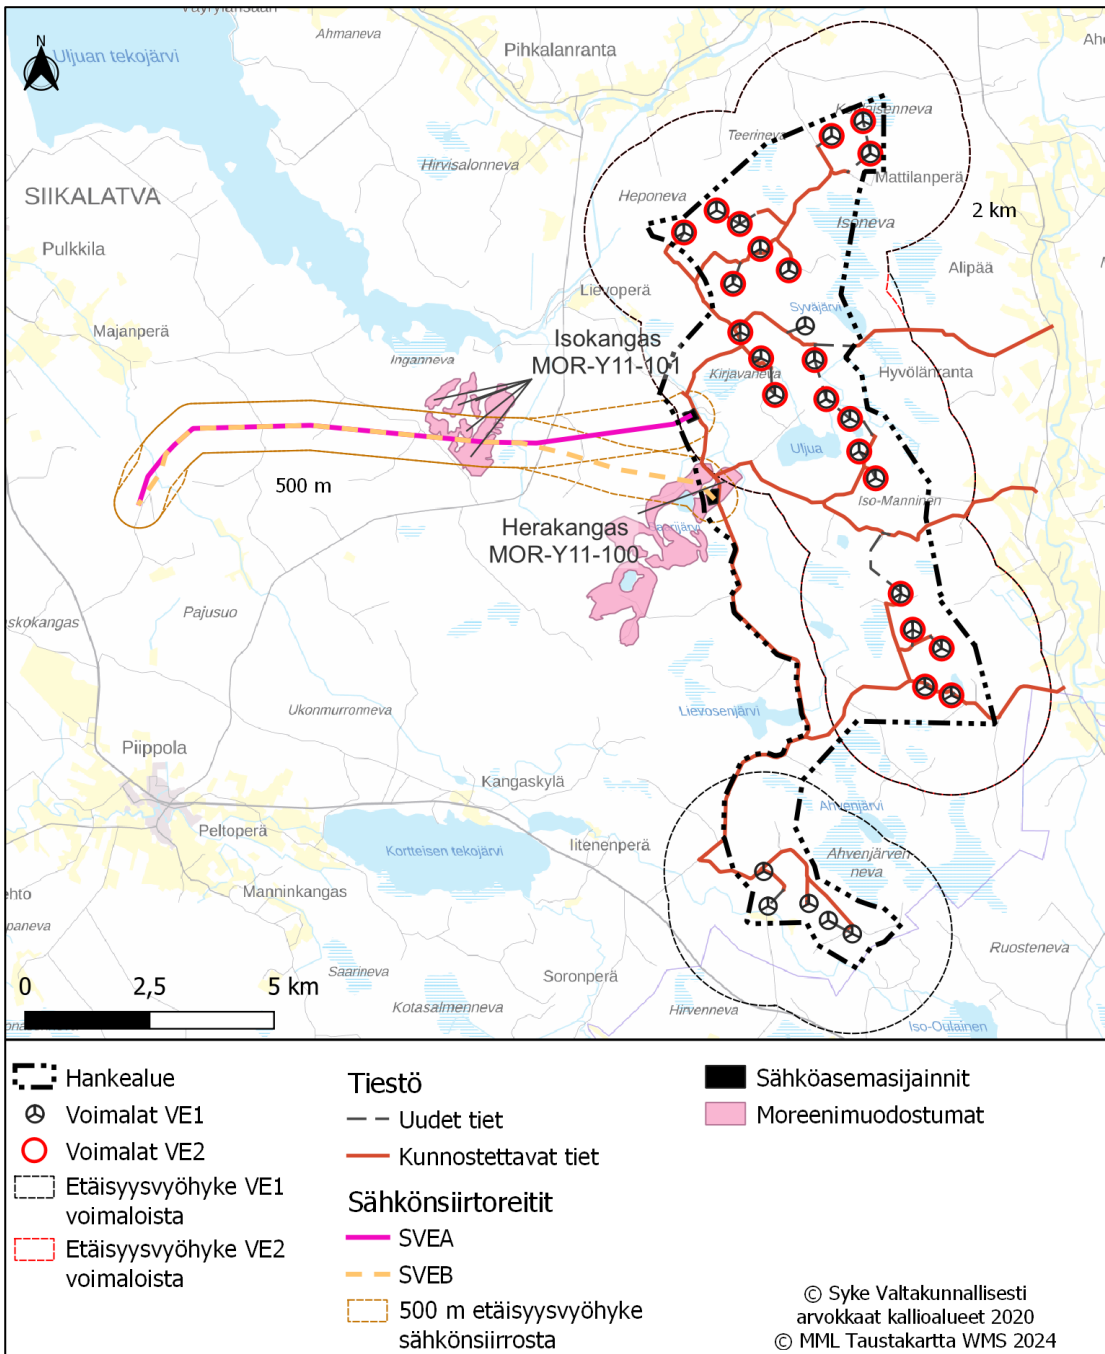 Väyrylänsaari
Ahmaneva
Pihkalanranta
N
Uljuan tekojärvi
Teerineva
Hirvisalonneva
Mattilanperä
SIIKALATVA
Heponeva
2 km
Isoneva
Pulkkila
Alipää
Lievoperä
Syväjärvi
Majanperä
Isokangas
MOR-Y11-101
Inganneva
Kirjavaneva
Hyvölänranta
Uljua
500 m
Iso-Manninen
Herakangas
MOR-Y11-100
Pajusuo
skokangas
Ukonmurronneva
Lievosenjärvi
Piippola
Kangaskylä
Ahvenjärvi
Peltoperä
Iitenenperä
Kortteisen tekojärvi
Ahvenjärven
neva
ehto
Manninkangas
paneva
Ruosteneva
Saarineva
Soronperä
0
2,5
5 km
Kotasalmenneva
Hirvenneva
Iso-Oulainen
Hankealue
Voimalat VE1
Voimalat VE2
Etäisyysvyöhyke VE1
voimaloista
Etäisyysvyöhyke VE2
voimaloista
Tiestö
Uudet tiet
Kunnostettavat tiet
Sähkönsiirtoreitit
SVEA
SVEB
500 m etäisyysvyöhyke
sähkönsiirrosta
Sähköasemasijainnit
Moreenimuodostumat
© Syke Valtakunnallisesti
arvokkaat kallioalueet 2020
© MML Taustakartta WMS 2024